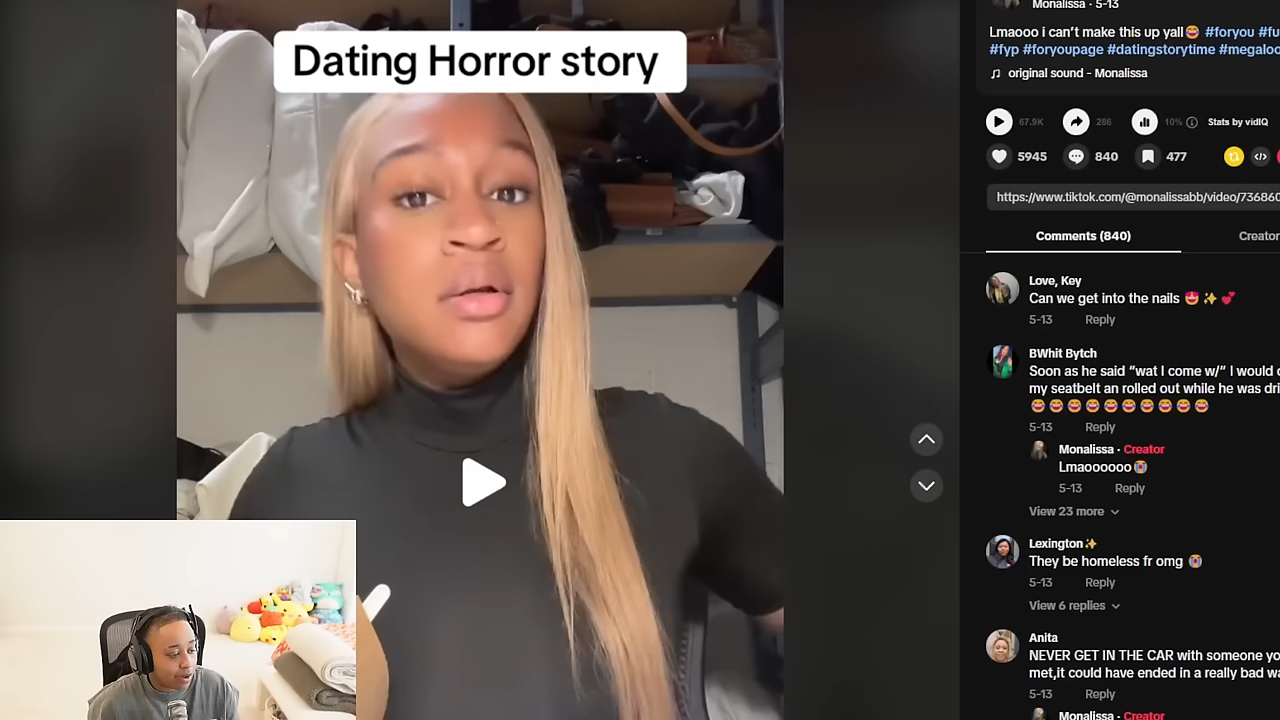 Dating Horror story
Monalissa · 5-13
Lmaooo i can't make this up yall😂 #foryou
#fyp #foryoupage #datingstorytime
♫ original sound - Monalissa
67.9K
286
10%
Stats by vidIQ
5945
840
477
https://www.tiktok.com/@monalissabb/video/73686
Comments (840)
Creator
Love, Key
Can we get into the nails 🤩✨💕
5-13 Reply
BWhit Bytch
Soon as he said “wat I come w/” I would
my seatbelt an rolled out while he was
😂😂😂😂😂😂😂😂😂😂
5-13 Reply
Monalissa · Creator
Lmaoooooo😭
5-13 Reply
View 23 more
Lexington✨
They be homeless fr omg 😭
5-13 Reply
View 6 replies
Anita
NEVER GET IN THE CAR with someone
met,it could have ended in a really bad
5-13 Reply
Monalissa · Creator